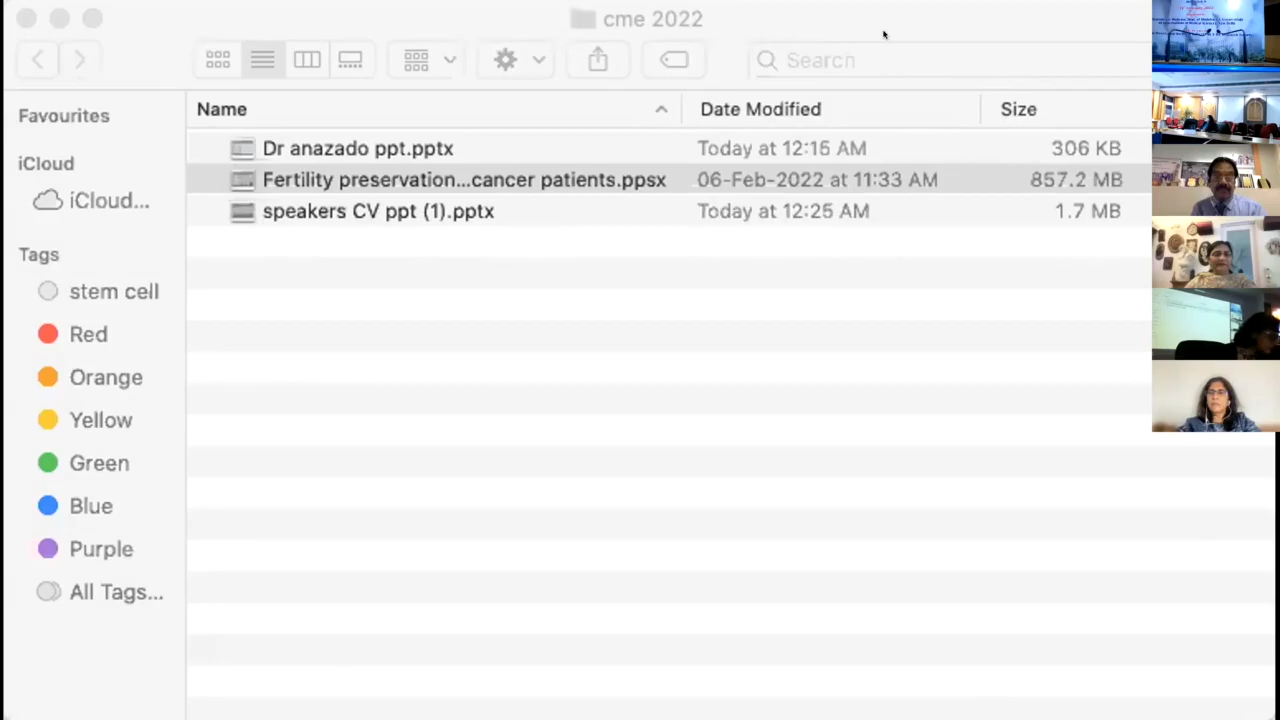 cme 2022
Search
Favourites
iCloud
iCloud...
Tags
stem cell
Red
Orange
Yellow
Green
Blue
Purple
All Tags...
Name Date Modified Size
Dr anazado ppt.pptx Today at 12:15 AM 306 KB
Fertility preservation...cancer patients.ppsx 06-Feb-2022 at 11:33 AM 857.2 MB
speakers CV ppt (1).pptx Today at 12:25 AM 1.7 MB